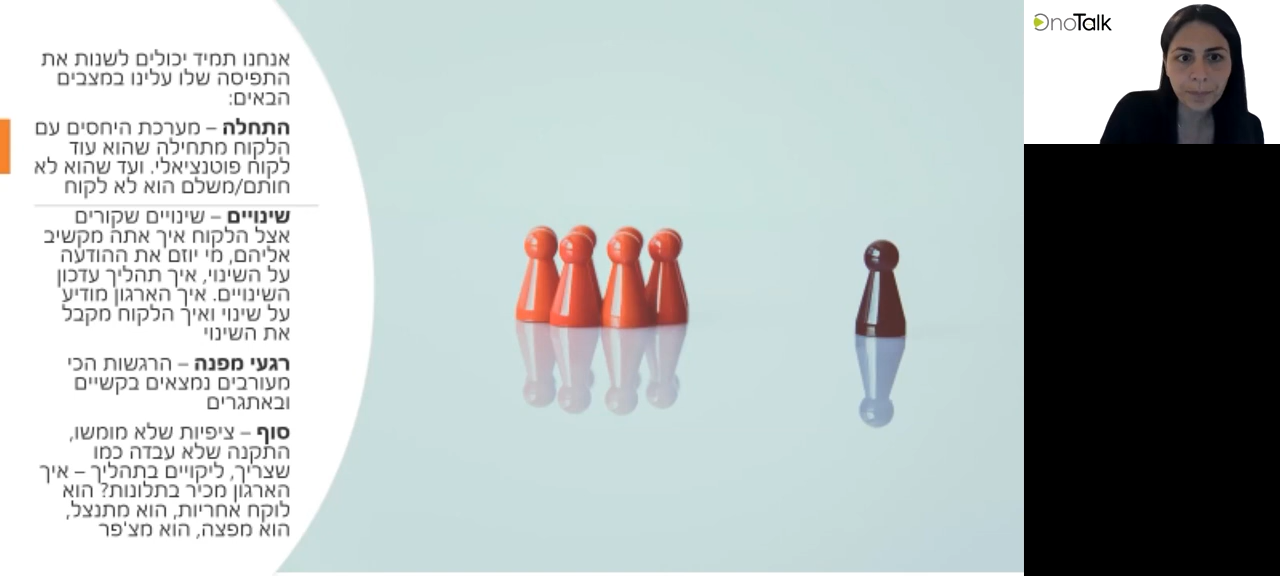 אנחנו תמיד יכולים לשנות את
התפיסה שלו עלינו במצבים
הבאים:
התחלה – מערכת היחסים עם
הלקוח מתחילה שהוא עוד
לקוח פוטנציאלי. ועד שהוא לא
חותם/משלם הוא לא לקוח
שינויים – שינויים שקורים
אצל הלקוח איך אתה מקשיב
אליהם, מי יוזם את ההודעה
על השינוי, איך תהליך עדכון
השינויים. איך הארגון מודיע
על שינוי ואיך הלקוח מקבל
את השינוי
רגעי מפנה – הרגשות הכי
מעורבים נמצאים בקשיים
ובאתגרים
סוף – ציפיות שלא מומשו,
התקנה שלא עבדה כמו
שצריך, ליקויים בתהליך – איך
הארגון מכיר בתלונות? הוא
לוקח אחריות, הוא מתנצל,
הוא מפצה, הוא מצ'פר
OnoTalk